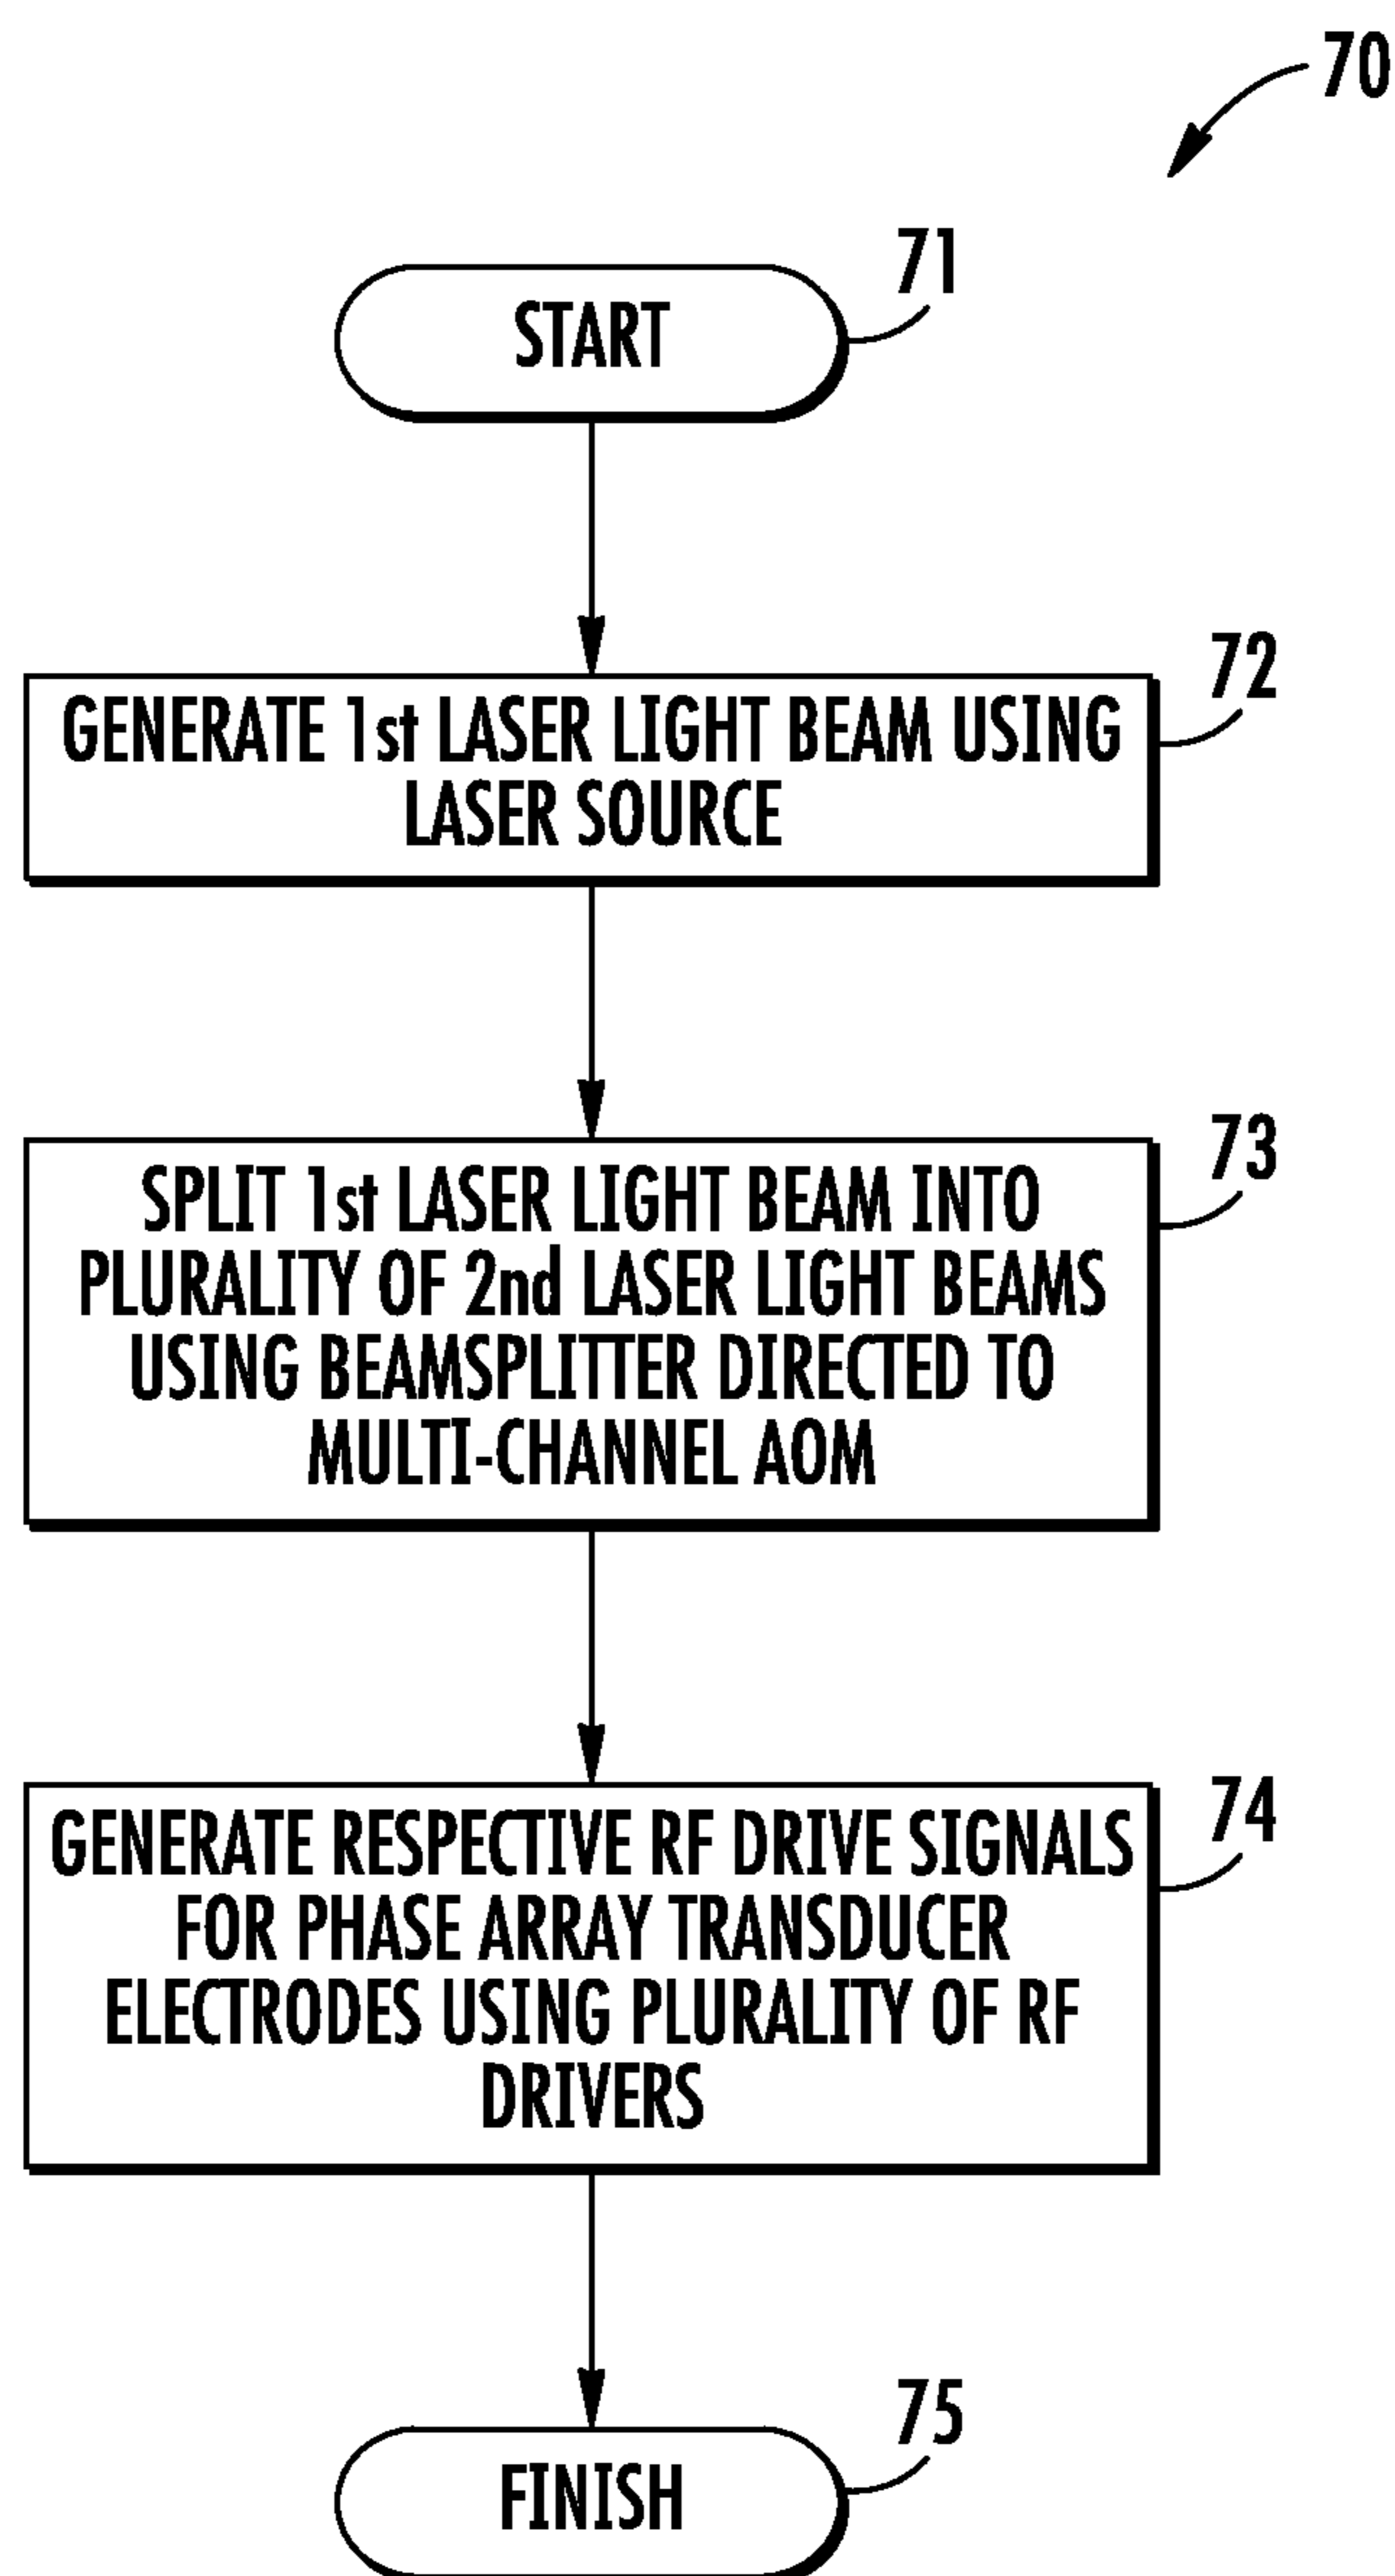 70
71
START
72
GENERATE 1st LASER LIGHT BEAM USING
LASER SOURCE
73
SPLIT 1st LASER LIGHT BEAM INTO
PLURALITY OF 2nd LASER LIGHT BEAMS
USING BEAMSPLITTER DIRECTED TO
MULTI-CHANNEL AOM
74
GENERATE RESPECTIVE RF DRIVE SIGNALS
FOR PHASE ARRAY TRANSDUCER
ELECTRODES USING PLURALITY OF RF
DRIVERS
75
FINISH